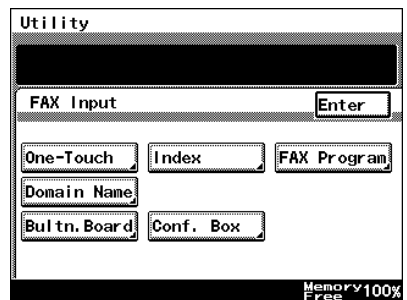 Utility
FAX Input Enter
One-Touch Index FAX Program
Domain Name
Bultn.Board Conf. Box
Memory Free 100%